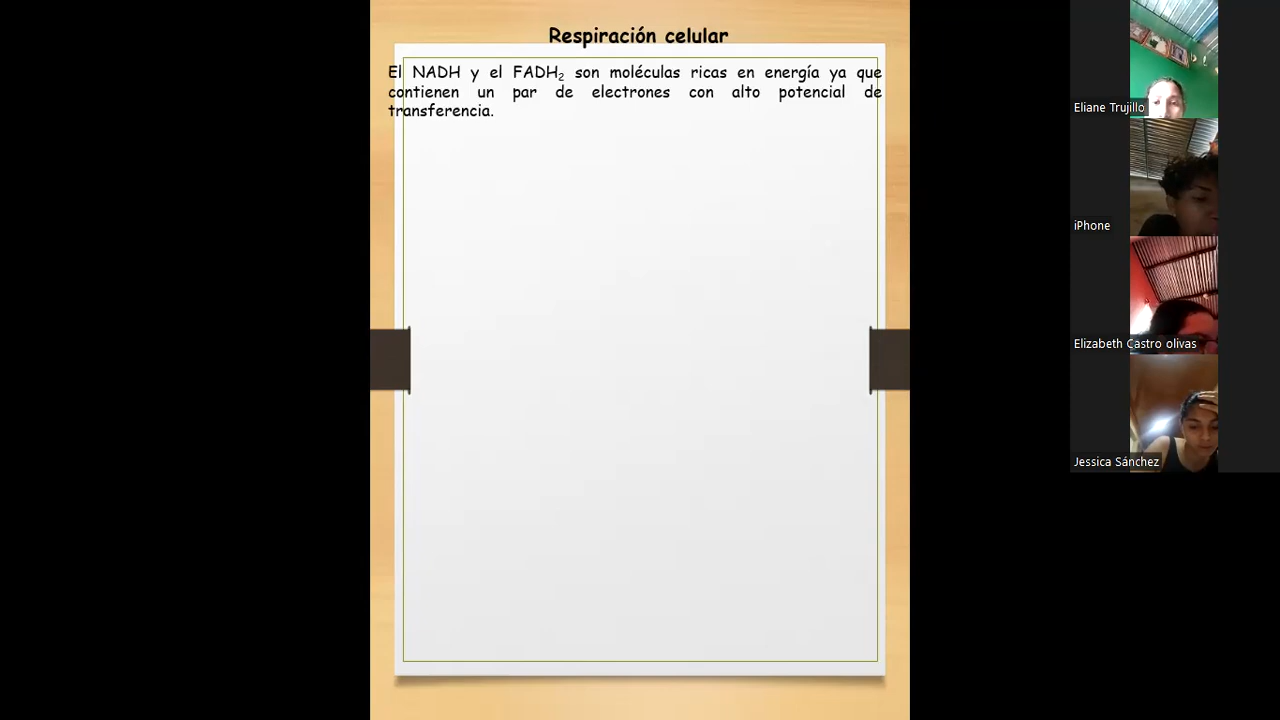 Respiración celular
El NADH y el FADH₂ son moléculas ricas en energía ya que
contienen un par de electrones con alto potencial de
transferencia.
Eliane Trujillo
iPhone
Elizabeth Castro olivas
Jessica Sánchez